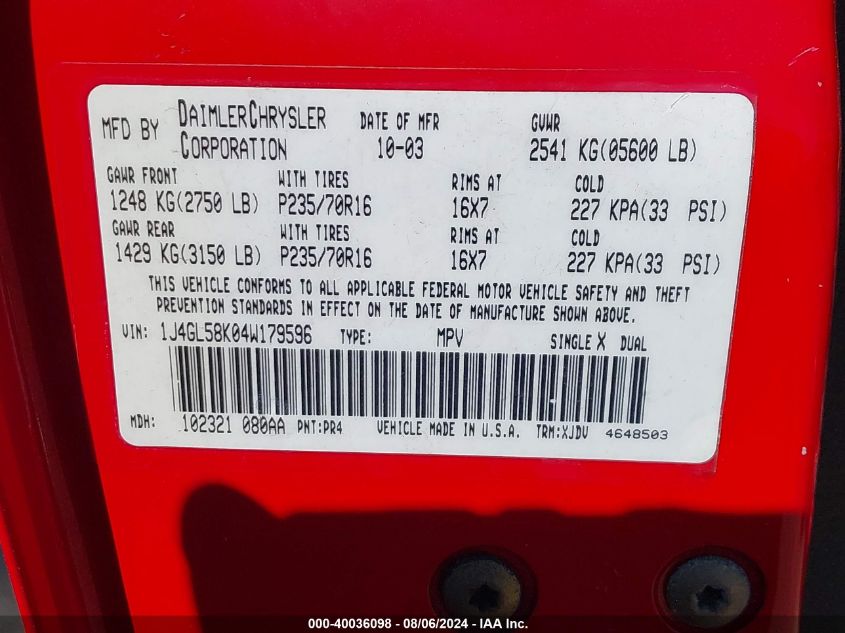 MFD BY DAIMLERCHRYSLER CORPORATION DATE OF MFR 10-03 GVWR 2541 KG(05600 LB)
GAWR FRONT WITH TIRES RIMS AT COLD
1248 KG(2750 LB) P235/70R16 16X7 227 KPA(33 PSI)
GAWR REAR WITH TIRES RIMS AT COLD
1429 KG(3150 LB) P235/70R16 16X7 227 KPA(33 PSI)
THIS VEHICLE CONFORMS TO ALL APPLICABLE FEDERAL MOTOR VEHICLE SAFETY AND THEFT
PREVENTION STANDARDS IN EFFECT ON THE DATE OF MANUFACTURE SHOWN ABOVE.
VIN: 1J4GL58K04W179596 TYPE: MPV SINGLE X DUAL
MDH: 102321 080AA PNT:PR4 VEHICLE MADE IN U.S.A. TRM:XJDV 4648503
000-40036098 - 08/06/2024 - IAA Inc.